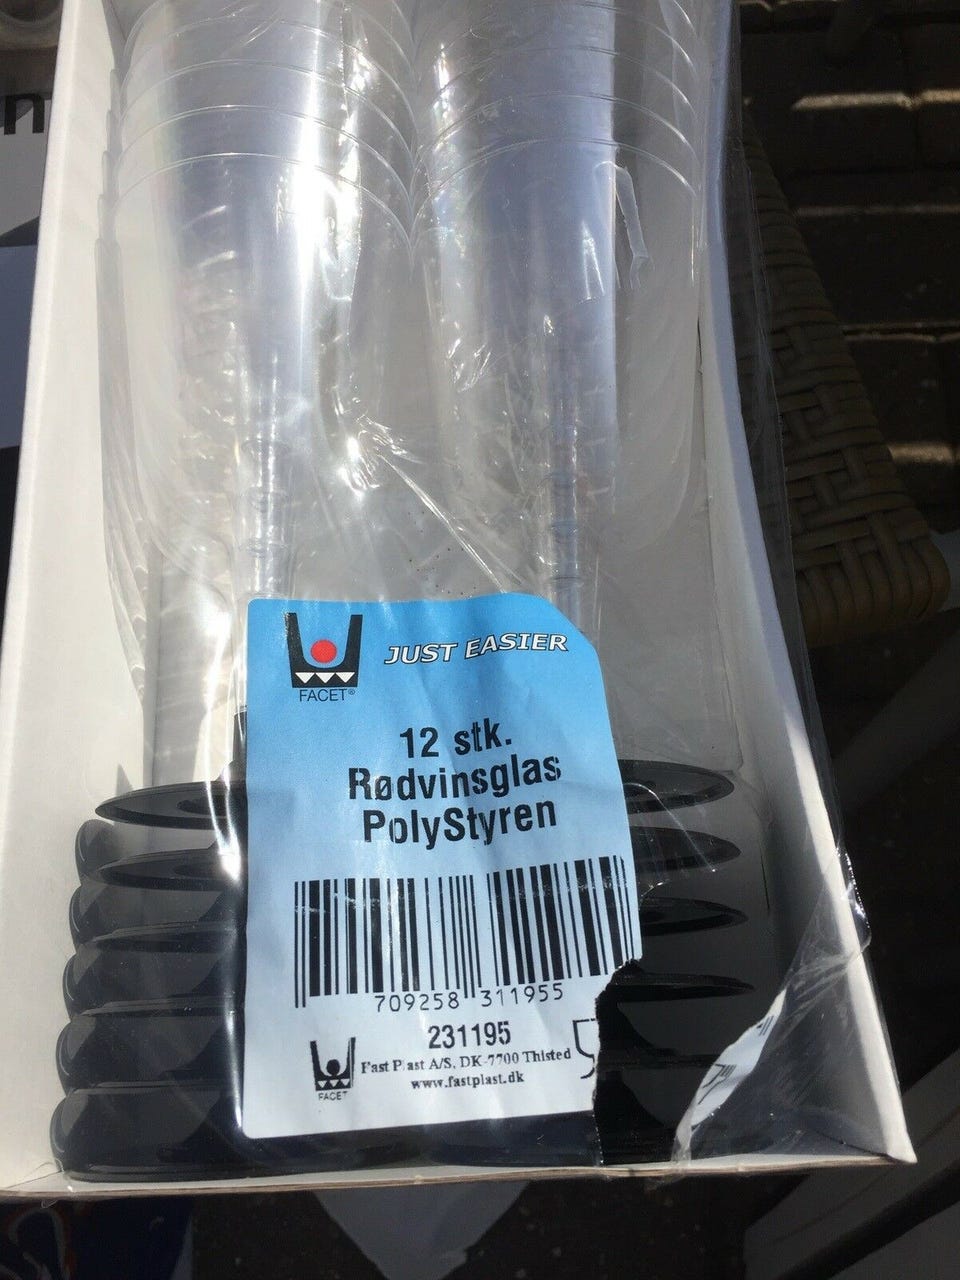 n
FACET®
JUST EASIER
12 stk.
Rødvinsglas
PolyStyren
709258 311955
231195
FACET
Fast Plast A/S, DK-7700 Thisted
www.fastplast.dk